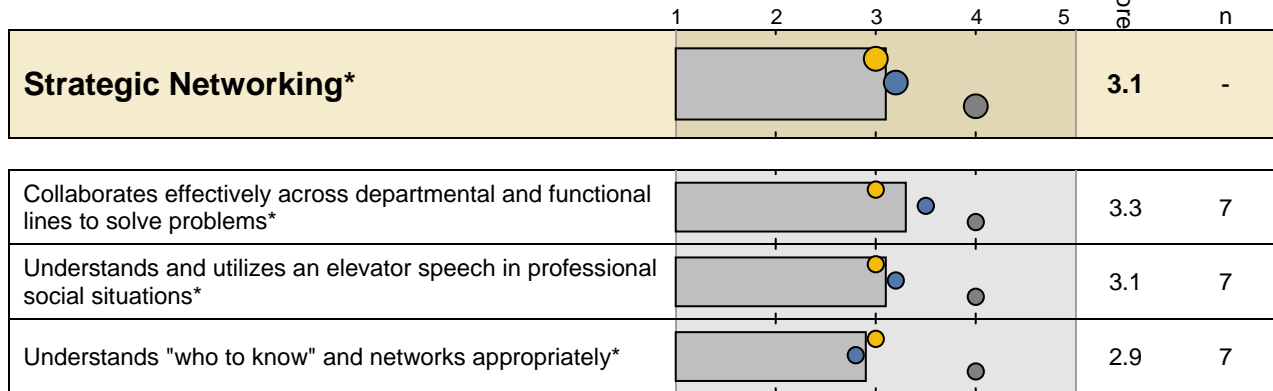 1 2 3 4 5 n
Strategic Networking* 3.1 -
Collaborates effectively across departmental and functional
lines to solve problems* 3.3 7
Understands and utilizes an elevator speech in professional
social situations* 3.1 7
Understands "who to know" and networks appropriately* 2.9 7